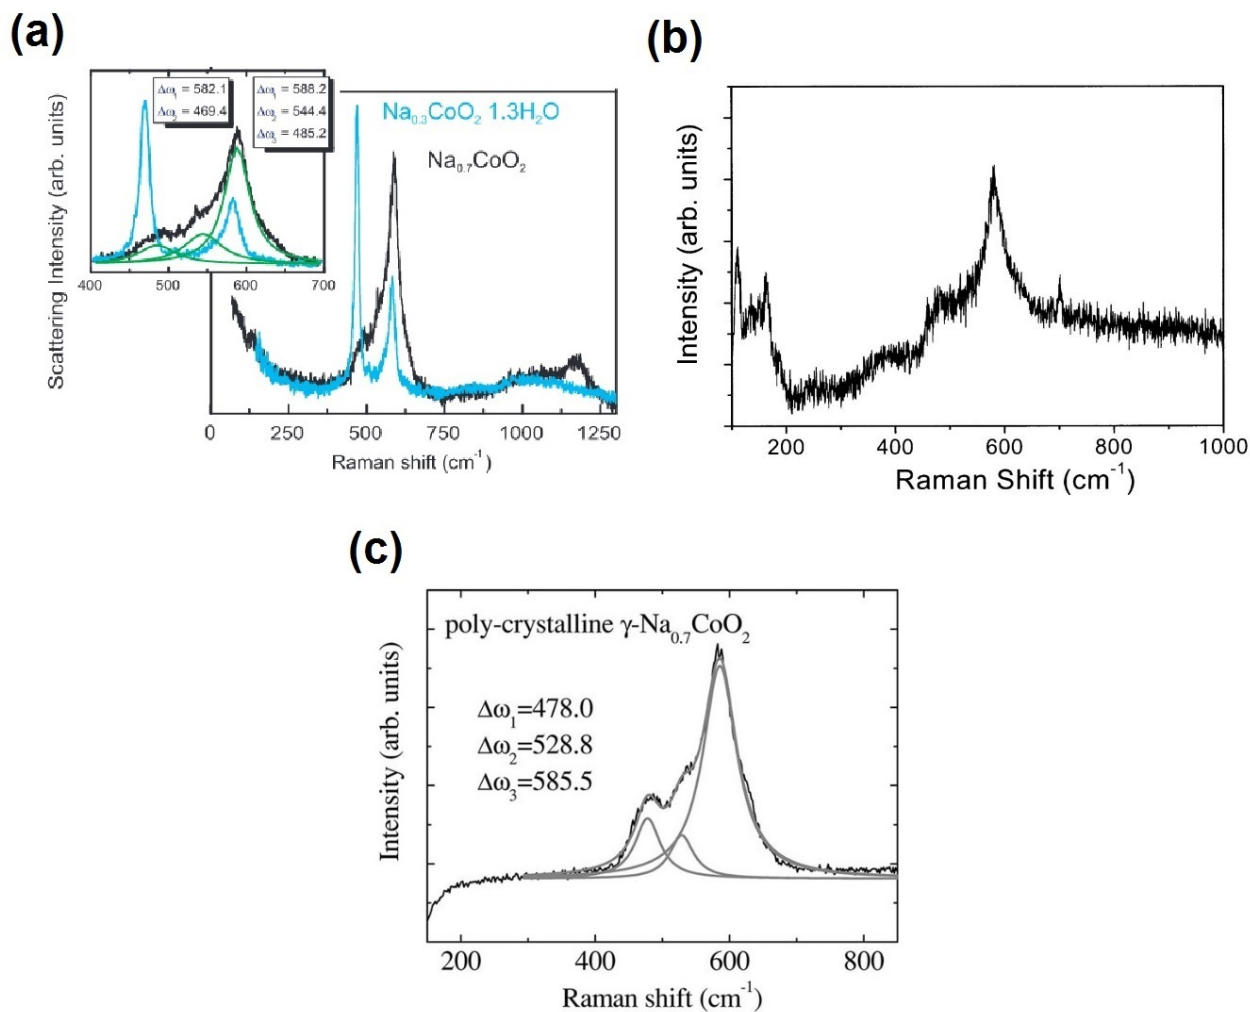 (a)
Δω₁ = 582.1
Δω₂ = 469.4
Δω₁ = 588.2
Δω₂ = 544.4
Δω₃ = 485.2
Na₀.₃CoO₂ 1.3H₂O
Na₀.₇CoO₂
Scattering Intensity (arb. units)
400 500 600 700
0 250 500 750 1000 1250
Raman shift (cm⁻¹)
(b)
Intensity (arb. units)
200 400 600 800 1000
Raman Shift (cm⁻¹)
(c)
poly-crystalline γ-Na₀.₇CoO₂
Δω₁=478.0
Δω₂=528.8
Δω₃=585.5
Intensity (arb. units)
200 400 600 800
Raman shift (cm⁻¹)